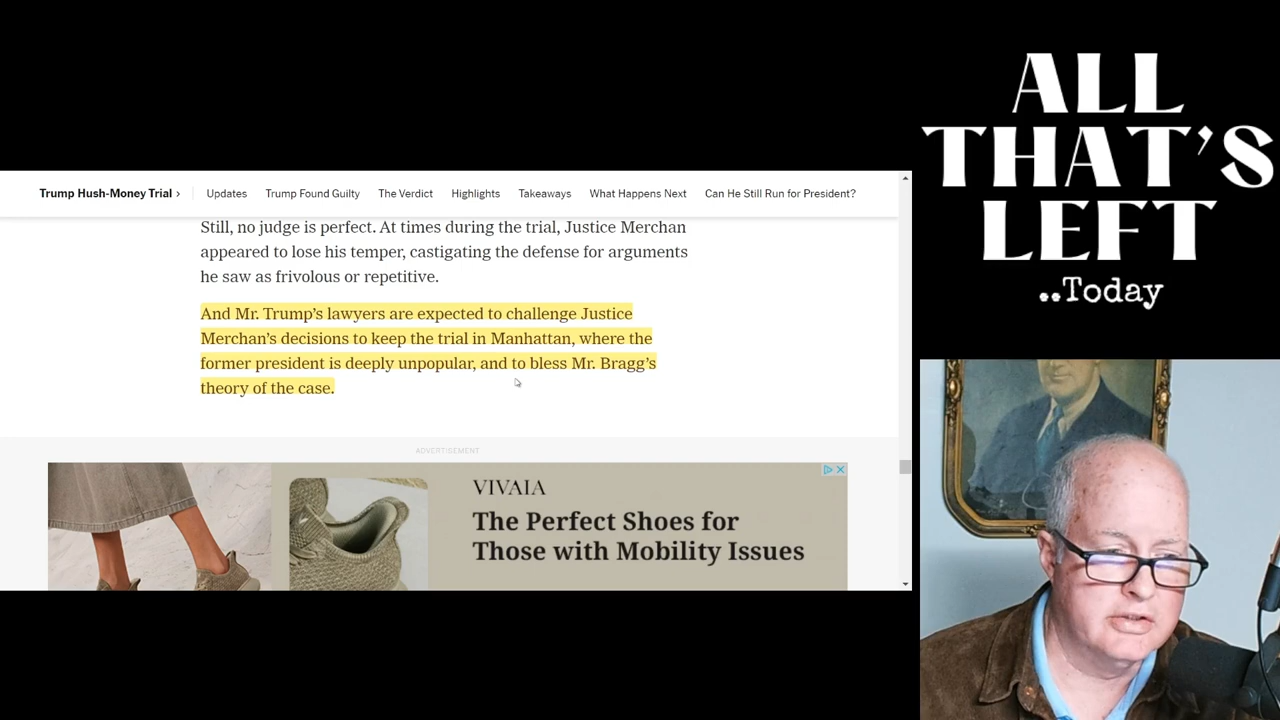 Trump Hush-Money Trial ›
Updates
Trump Found Guilty
The Verdict
Highlights
Takeaways
What Happens Next
Can He Still Run for President?
Still, no judge is perfect. At times during the trial, Justice Merchan
appeared to lose his temper, castigating the defense for arguments
he saw as frivolous or repetitive.
And Mr. Trump’s lawyers are expected to challenge Justice
Merchan’s decisions to keep the trial in Manhattan, where the
former president is deeply unpopular, and to bless Mr. Bragg’s
theory of the case.
ADVERTISEMENT
VIVAIA
The Perfect Shoes for
Those with Mobility Issues
ALL
THAT’S
LEFT
..Today